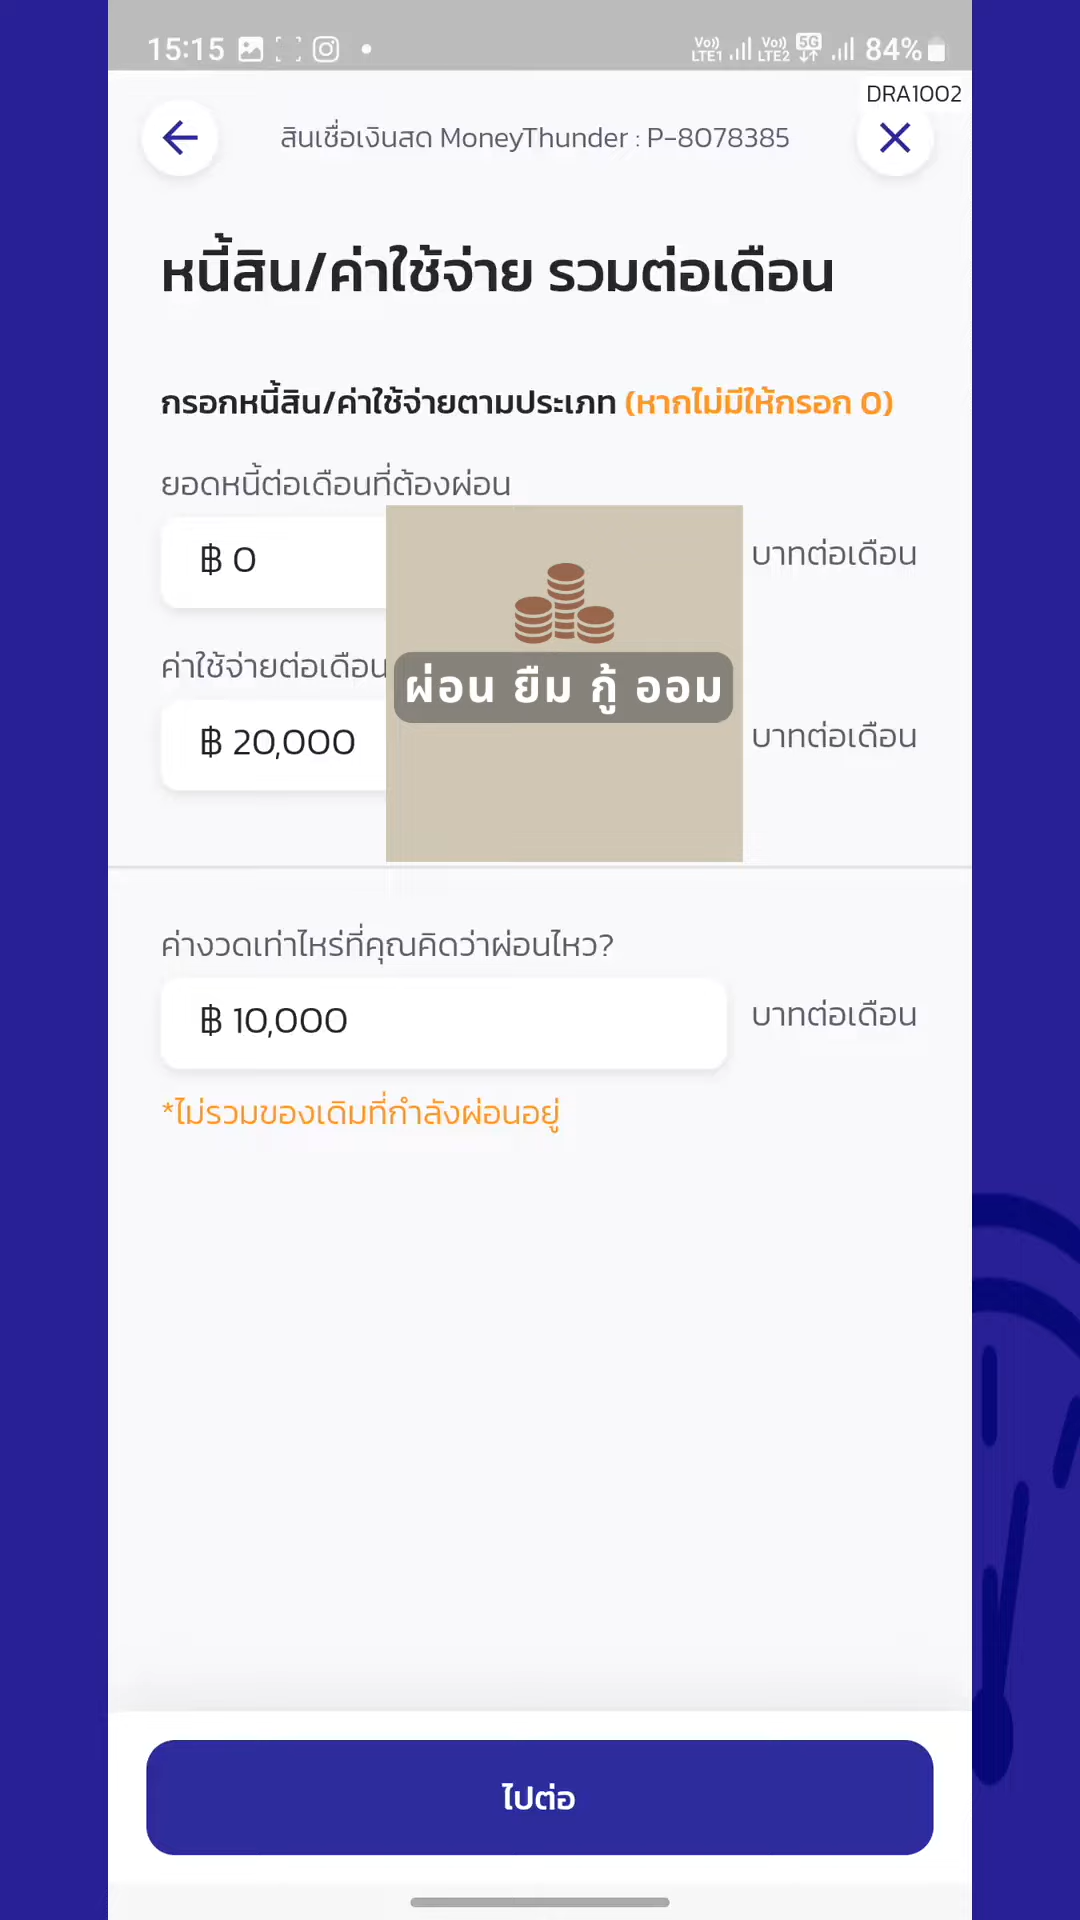 15:15
Vo)) LTE1 Vo)) LTE2 5G 84%
DRA1002
สินเชื่อเงินสด MoneyThunder : P-8078385
หนี้สิน/ค่าใช้จ่าย รวมต่อเดือน
กรอกหนี้สิน/ค่าใช้จ่ายตามประเภท (หากไม่มีให้กรอก 0)
ยอดหนี้ต่อเดือนที่ต้องผ่อน
฿ 0 บาทต่อเดือน
ค่าใช้จ่ายต่อเดือน
ผ่อน ยืม กู้ ออม
฿ 20,000 บาทต่อเดือน
ค่างวดเท่าไหร่ที่คุณคิดว่าผ่อนไหว?
฿ 10,000 บาทต่อเดือน
*ไม่รวมของเดิมที่กำลังผ่อนอยู่
ไปต่อ